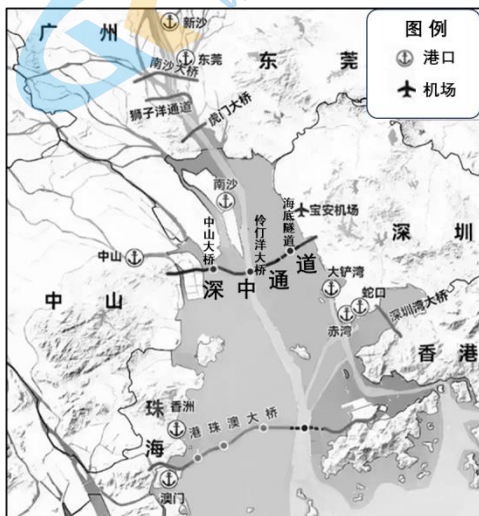 图例
港口
机场
广州
新沙
东莞
南沙大桥
东莞
狮子洋通道
虎门大桥
南沙
海底隧道
宝安机场
中山大桥
伶仃洋大桥
深圳
中山
深中通道
大铲湾
中山
蛇口
赤湾
深圳湾大桥
香港
珠海
香洲
港珠澳大桥
澳门